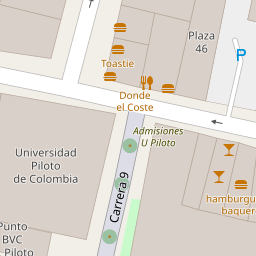 Plaza
46
P
Toastie
Donde
el Coste
Admisiones
U Piloto
Universidad
Piloto
de Colombia
Carrera 9
hamburgu
baquer
Punto
BVC
Piloto